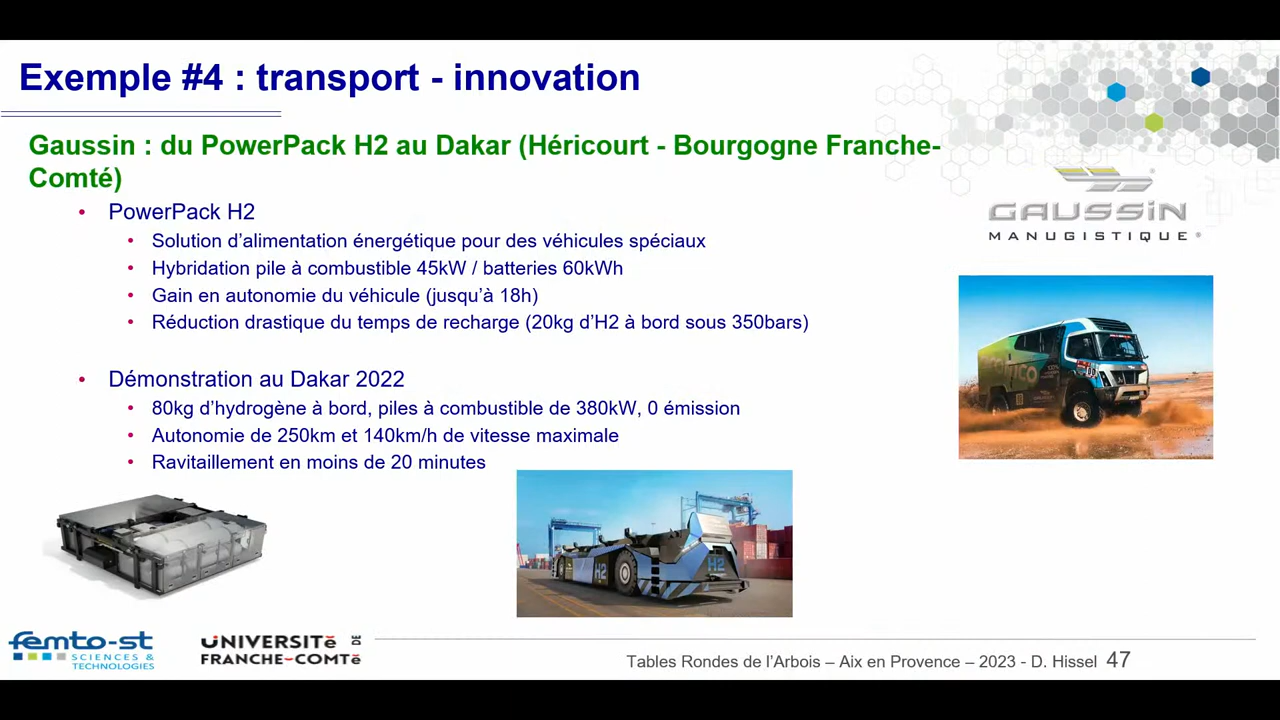 Exemple #4 : transport - innovation
Gaussin : du PowerPack H2 au Dakar (Héricourt - Bourgogne Franche-
Comté)
• PowerPack H2
• Solution d’alimentation énergétique pour des véhicules spéciaux
• Hybridation pile à combustible 45kW / batteries 60kWh
• Gain en autonomie du véhicule (jusqu’à 18h)
• Réduction drastique du temps de recharge (20kg d’H2 à bord sous 350bars)
• Démonstration au Dakar 2022
• 80kg d’hydrogène à bord, piles à combustible de 380kW, 0 émission
• Autonomie de 250km et 140km/h de vitesse maximale
• Ravitaillement en moins de 20 minutes
GAUSSiN
MANUGISTIQUE®
H2
H2
femto-st
SCIENCES &
TECHNOLOGIES
UNIVERSITé DE
FRANCHE-COMTé
Tables Rondes de l’Arbois – Aix en Provence – 2023 - D. Hissel 47